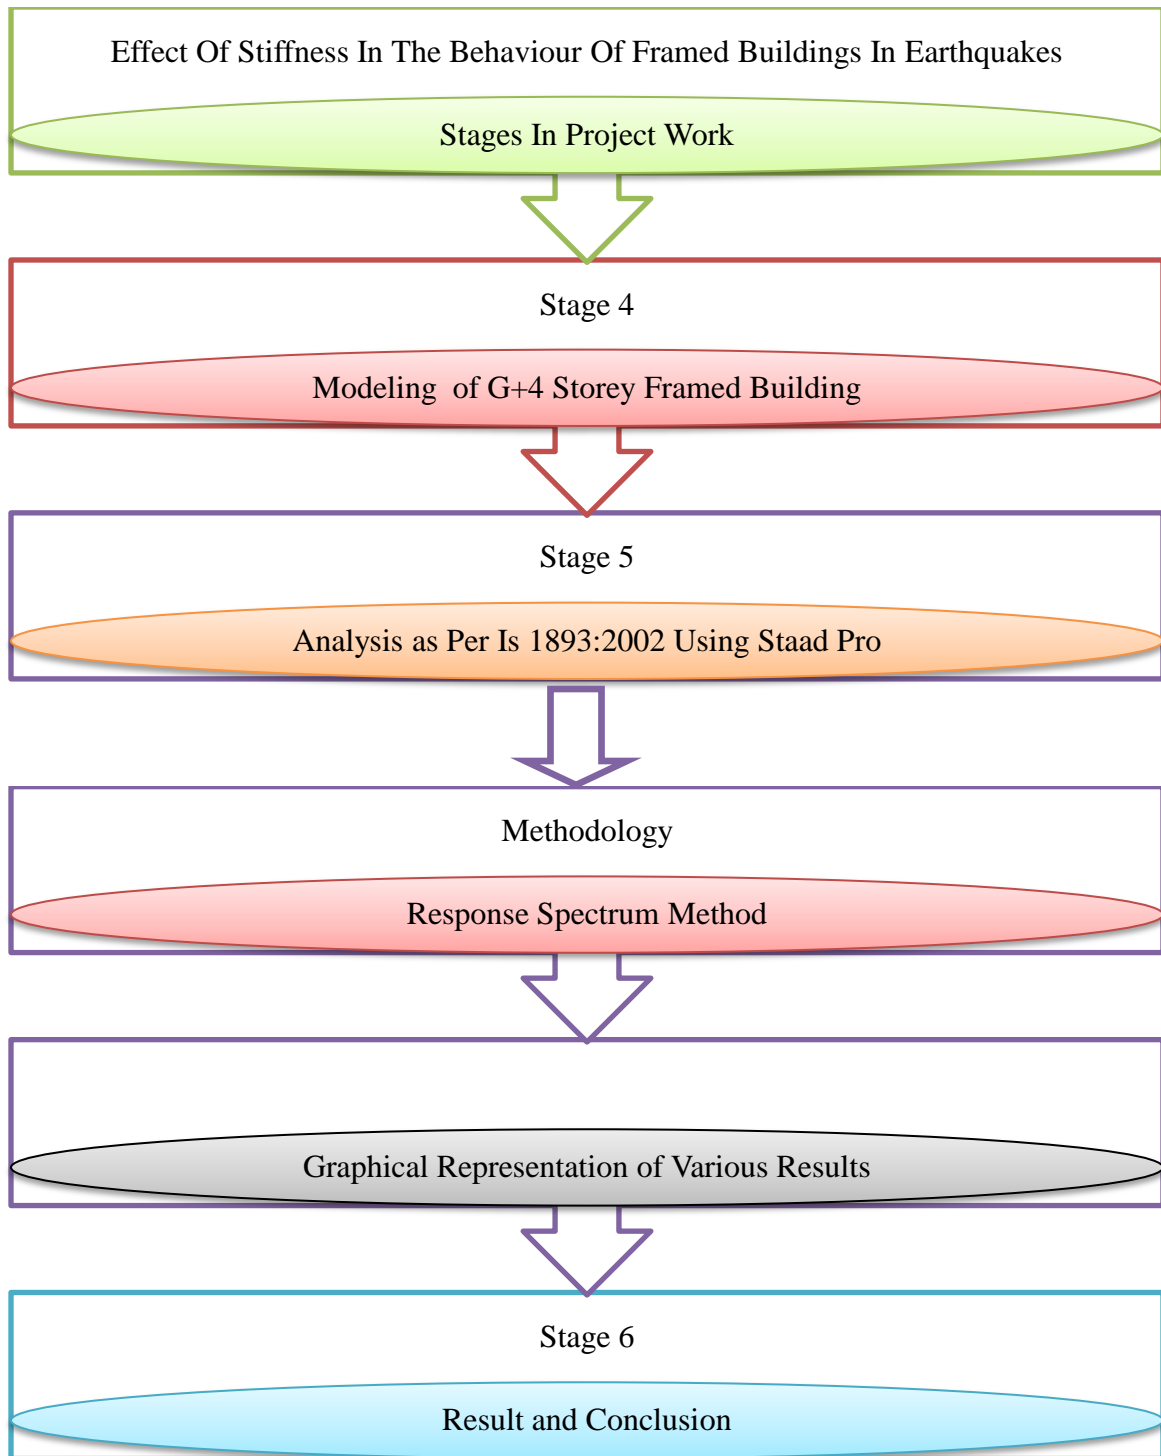 Effect Of Stiffness In The Behaviour Of Framed Buildings In Earthquakes
Stages In Project Work
Stage 4
Modeling  of G+4 Storey Framed Building
Stage 5
Analysis as Per Is 1893:2002 Using Staad Pro
Methodology
Response Spectrum Method
Graphical Representation of Various Results
Stage 6
Result and Conclusion